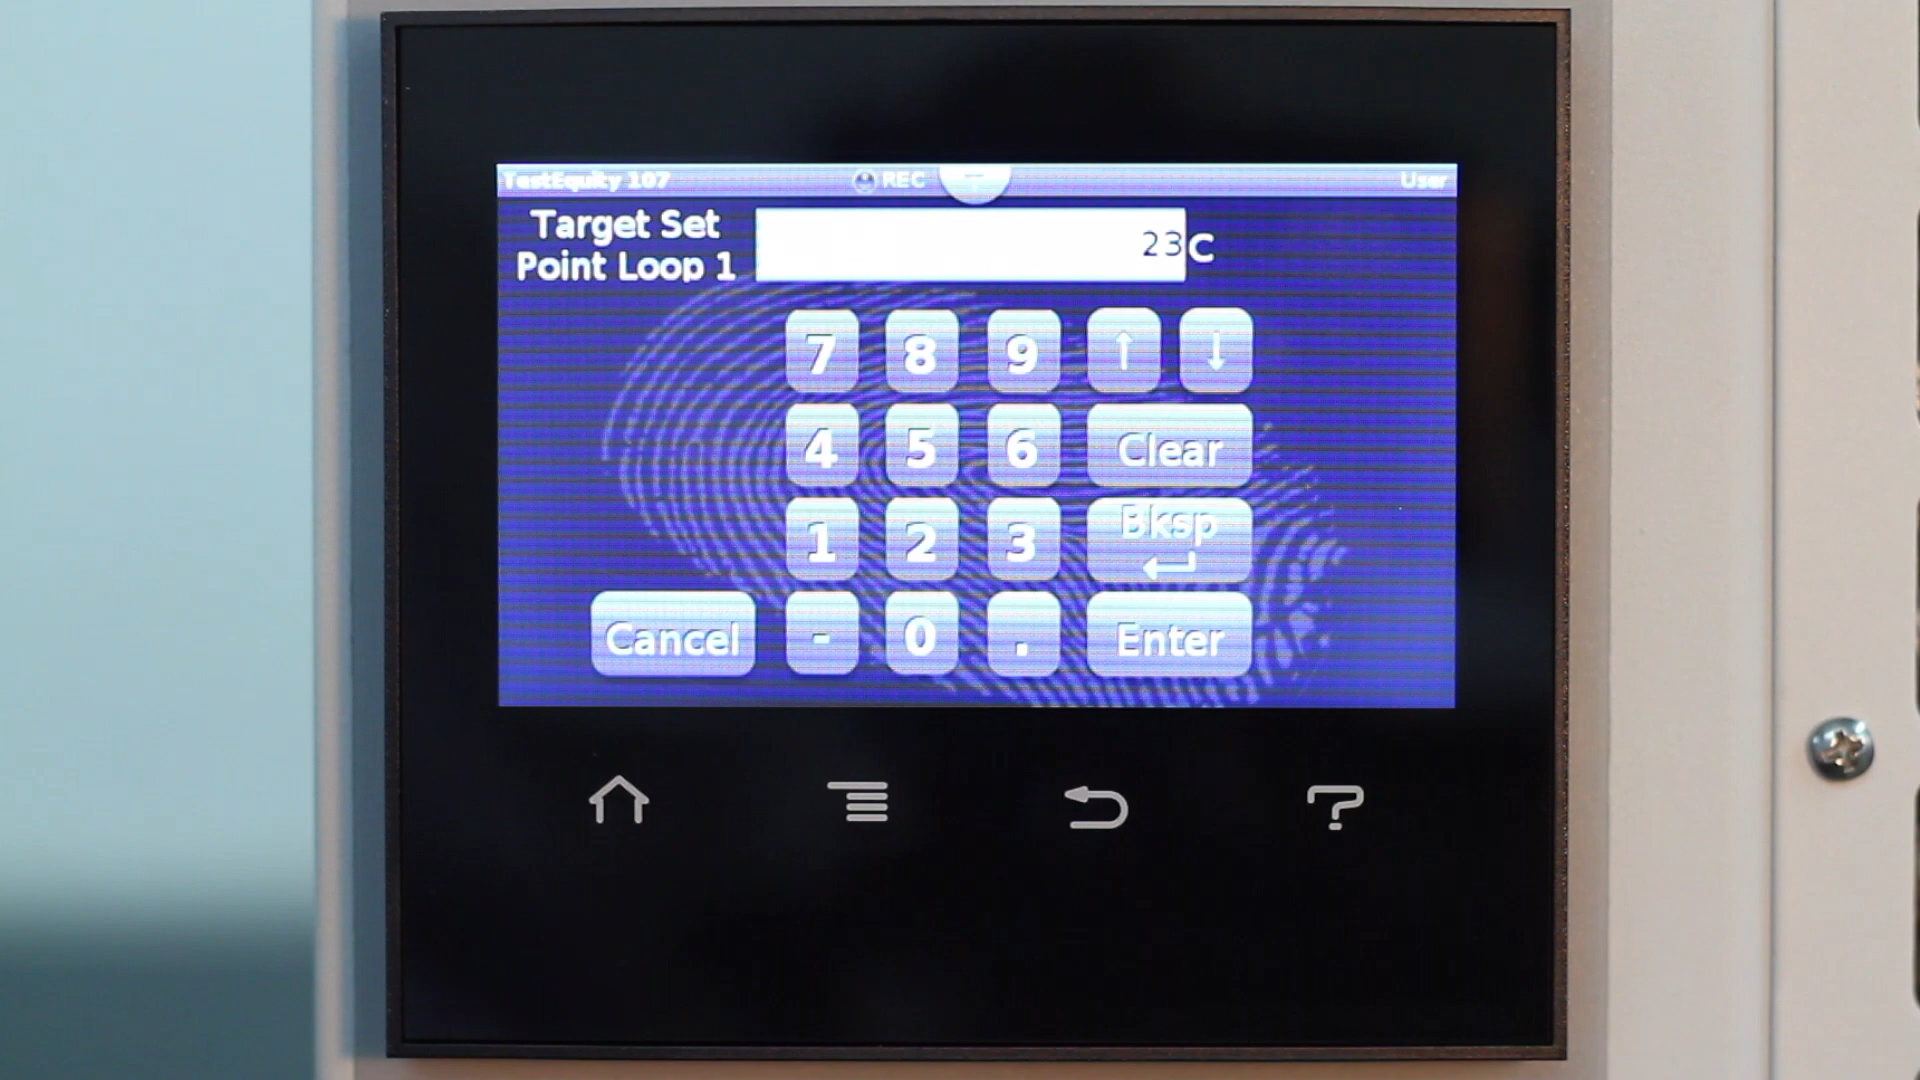 TestEquity 107 REC User
Target Set
Point Loop 1
23 C
7 8 9 ↑ ↓
4 5 6 Clear
1 2 3 Bksp
Cancel - 0 . Enter
?